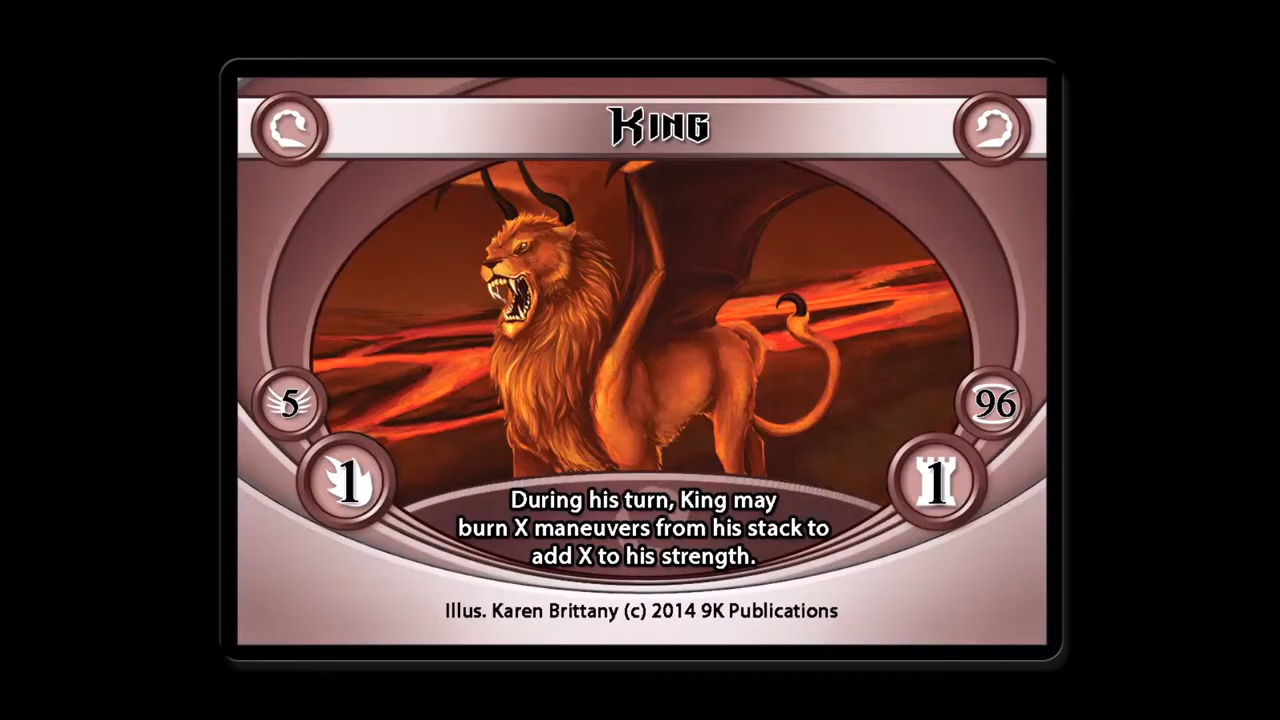 King
5
96
1
1
During his turn, King may
burn X maneuvers from his stack to
add X to his strength.
Illus. Karen Brittany (c) 2014 9K Publications